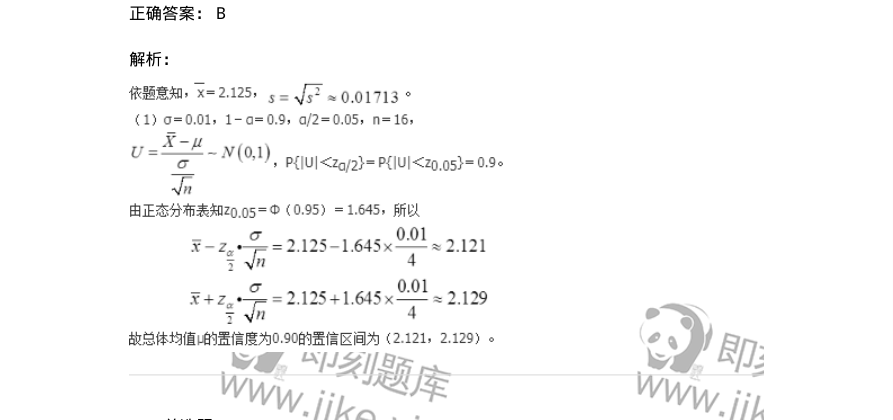 正确答案： B
解析：
依题意知，x̄＝2.125， s = √s² ≈ 0.01713 。
（1）σ＝0.01，1－α＝0.9，α/2＝0.05，n＝16，
U = (X̄ − μ)/(σ/√n) ~ N(0,1)，P{|U|＜zα/2}＝P{|U|＜z0.05}＝0.9。
由正态分布表知z0.05＝Φ（0.95）＝1.645，所以
x̄ − z_{α/2}•σ/√n = 2.125−1.645×0.01/4 ≈ 2.121
x̄ + z_{α/2}•σ/√n = 2.125+1.645×0.01/4 ≈ 2.129
故总体均值μ的置信度为0.90的置信区间为（2.121，2.129）。
即刻题库
www.jike
即刻
www.jik